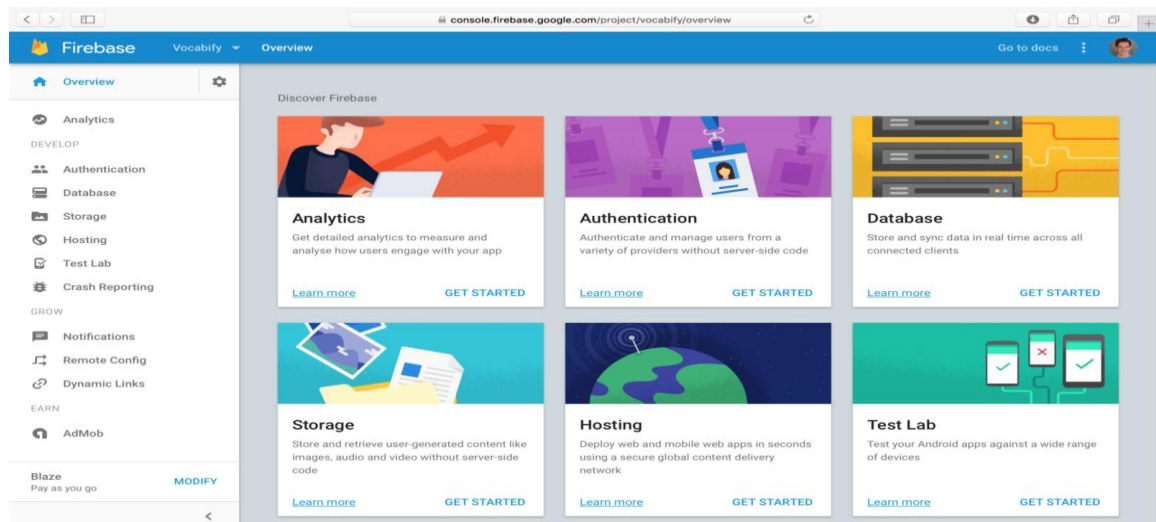 console.firebase.google.com/project/vocabify/overview
Firebase
Vocabify
Overview
Go to docs
Overview
Analytics
DEVELOP
Authentication
Database
Storage
Hosting
Test Lab
Crash Reporting
GROW
Notifications
Remote Config
Dynamic Links
EARN
AdMob
Blaze
Pay as you go
MODIFY
Discover Firebase
Analytics
Get detailed analytics to measure and
analyse how users engage with your app
Learn more
GET STARTED
Authentication
Authenticate and manage users from a
variety of providers without server-side code
Learn more
GET STARTED
Database
Store and sync data in real time across all
connected clients
Learn more
GET STARTED
Storage
Store and retrieve user-generated content like
images, audio and video without server-side
code
Learn more
GET STARTED
Hosting
Deploy web and mobile web apps in seconds
using a secure global content delivery
network
Learn more
GET STARTED
Test Lab
Test your Android apps against a wide range
of devices
Learn more
GET STARTED